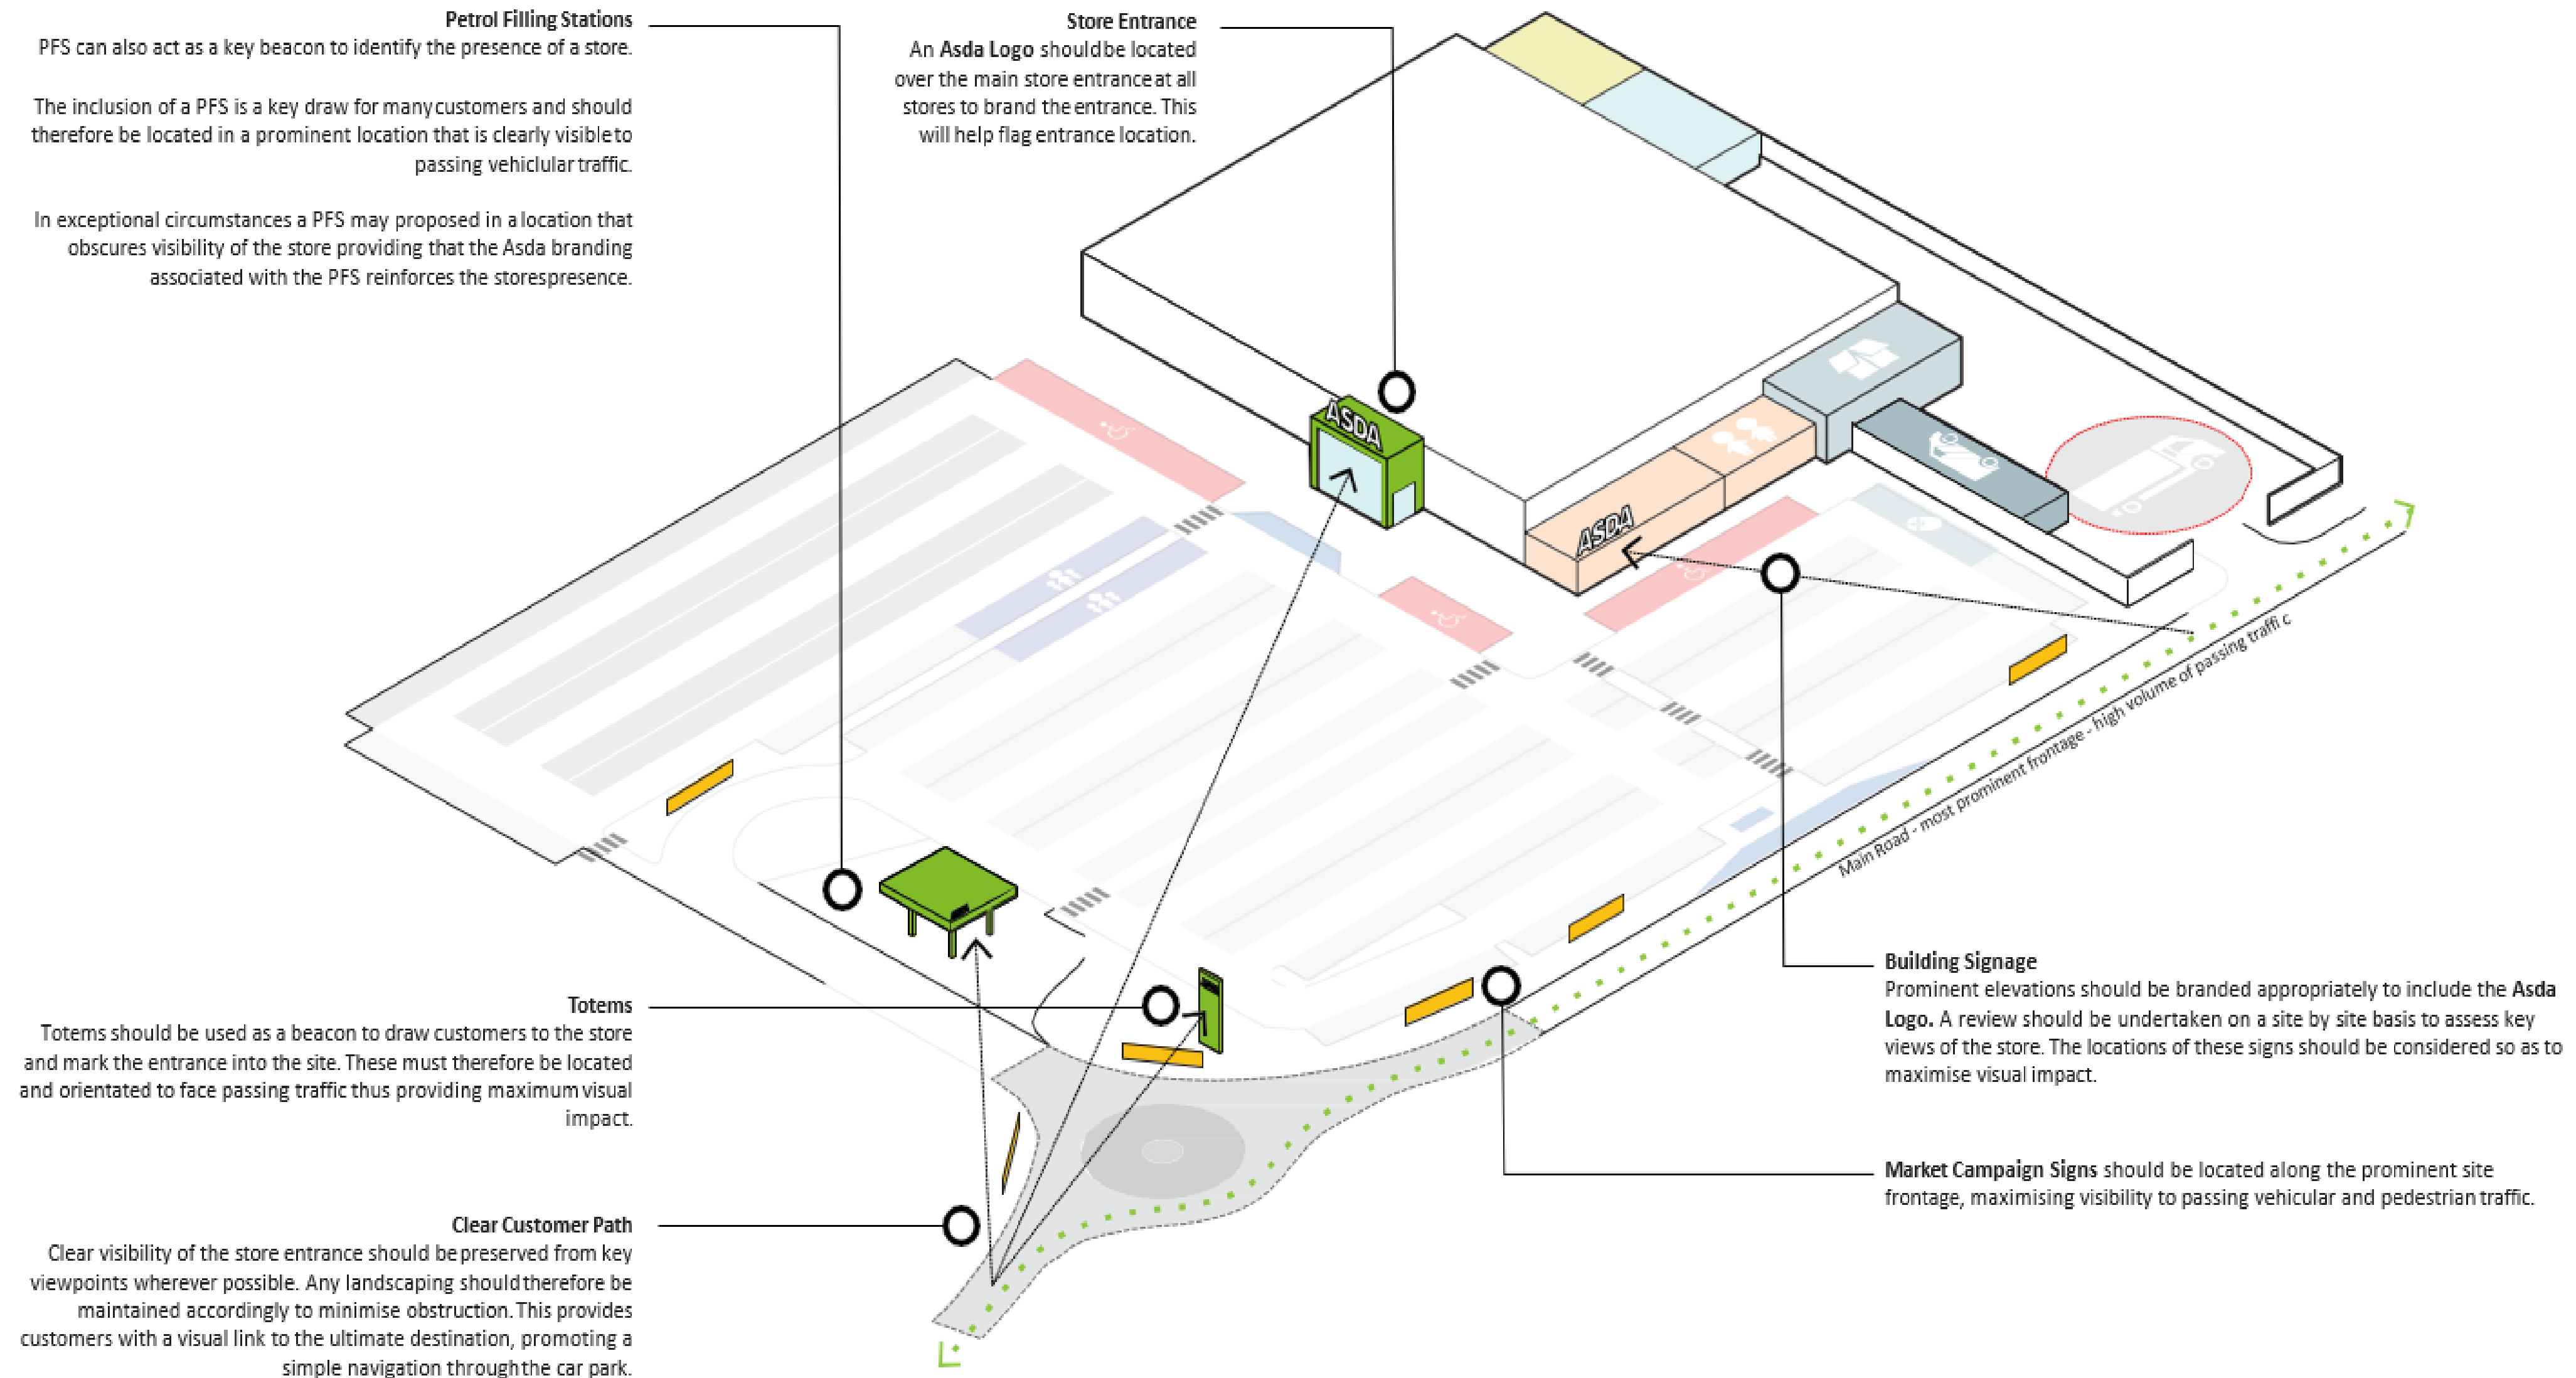 Petrol Filling Stations
PFS can also act as a key beacon to identify the presence of a store.
The inclusion of a PFS is a key draw for many customers and should
therefore be located in a prominent location that is clearly visible to
passing vehiclular traffic.
In exceptional circumstances a PFS may proposed in a location that
obscures visibility of the store providing that the Asda branding
associated with the PFS reinforces the stores presence.
Store Entrance
An Asda Logo should be located
over the main store entrance at all
stores to brand the entrance. This
will help flag entrance location.
ASDA
ASDA
Main Road - most prominent frontage - high volume of passing traffic
Totems
Totems should be used as a beacon to draw customers to the store
and mark the entrance into the site. These must therefore be located
and orientated to face passing traffic thus providing maximum visual
impact.
Clear Customer Path
Clear visibility of the store entrance should be preserved from key
viewpoints wherever possible. Any landscaping should therefore be
maintained accordingly to minimise obstruction. This provides
customers with a visual link to the ultimate destination, promoting a
simple navigation through the car park.
Building Signage
Prominent elevations should be branded appropriately to include the Asda
Logo. A review should be undertaken on a site by site basis to assess key
views of the store. The locations of these signs should be considered so as to
maximise visual impact.
Market Campaign Signs should be located along the prominent site
frontage, maximising visibility to passing vehicular and pedestrian traffic.